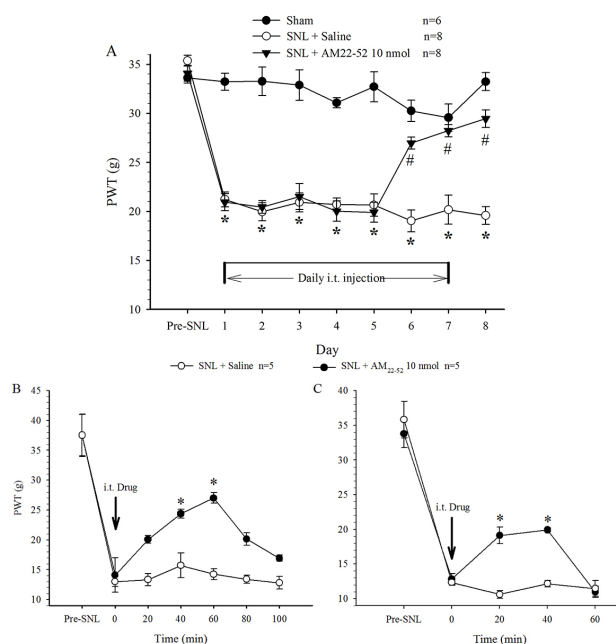 Sham n=6
SNL + Saline n=8
SNL + AM22-52 10 nmol n=8
A
35
30
25
20
15
10
PWT (g)
# # #
* * * * * * * *
Daily i.t. injection
Pre-SNL 1 2 3 4 5 6 7 8
Day
SNL + Saline n=5 SNL + AM22-52 10 nmol n=5
B
45
40
35
30
25
20
15
10
PWT (g)
i.t. Drug
* *
Pre-SNL 0 20 40 60 80 100
Time (min)
C
40
35
30
25
20
15
10
i.t. Drug
* *
Pre-SNL 0 20 40 60
Time (min)